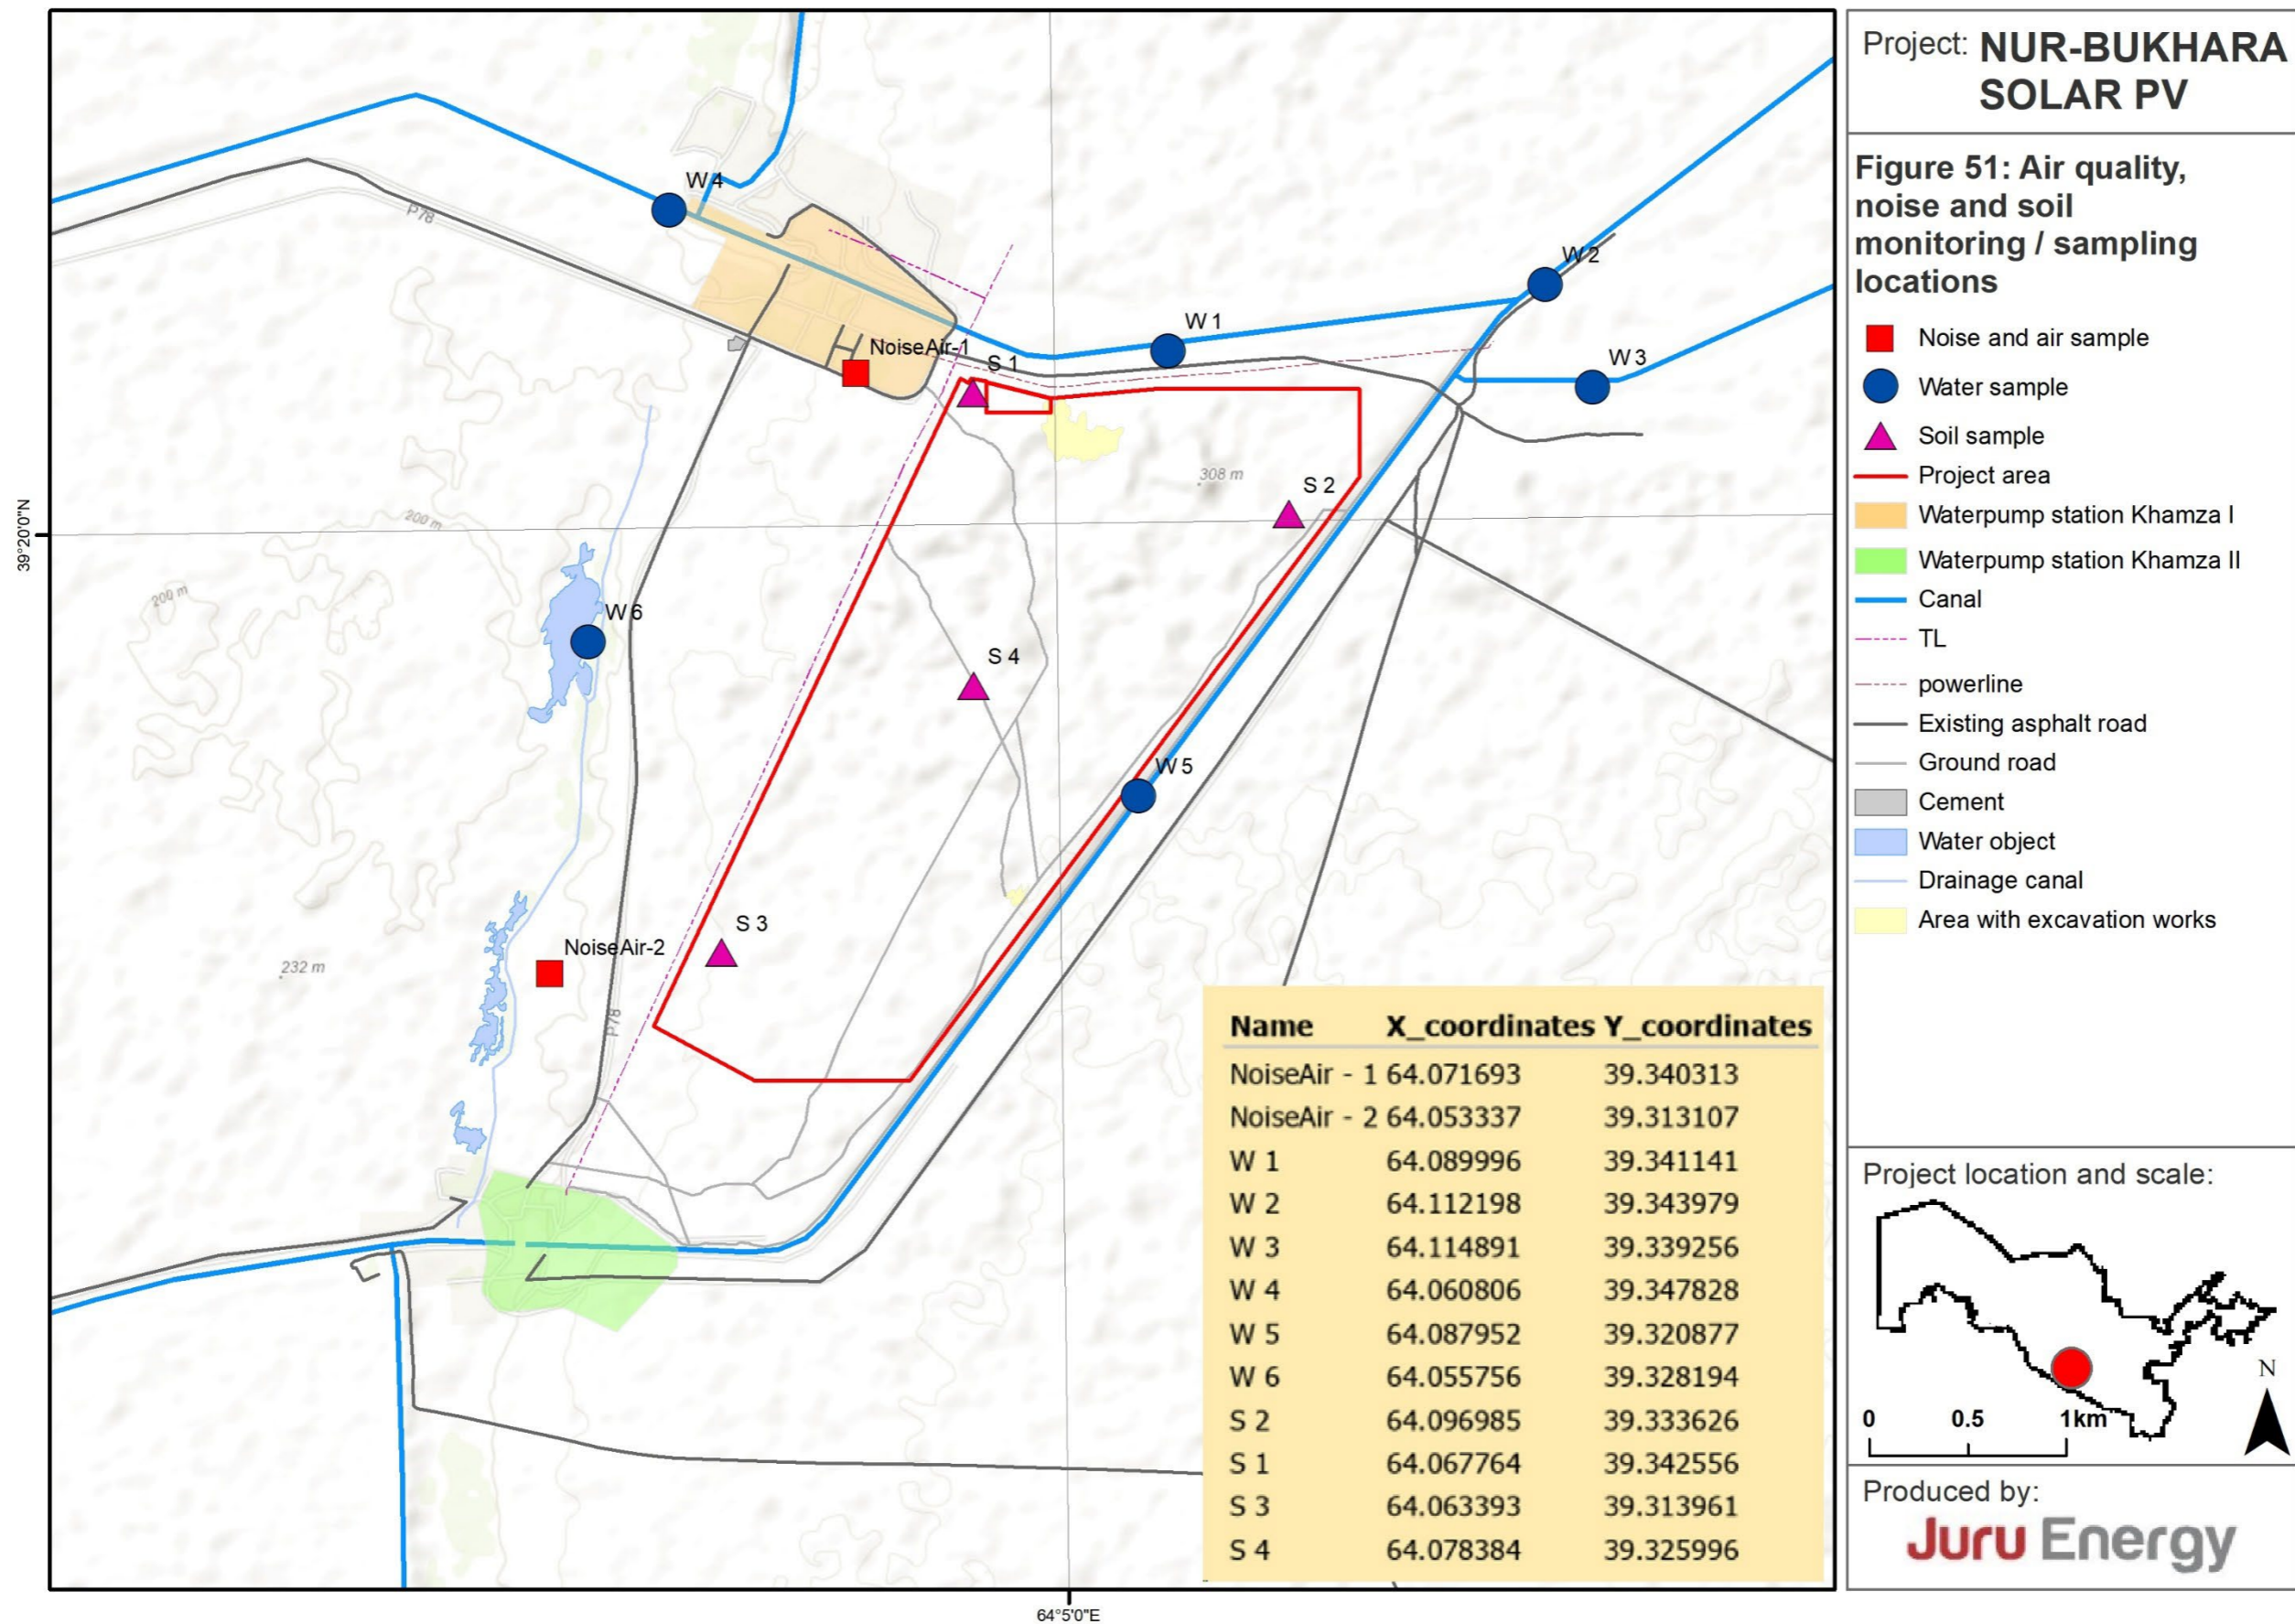 Project: NUR-BUKHARA
SOLAR PV
Figure 51: Air quality,
noise and soil
monitoring / sampling
locations
Noise and air sample
Water sample
Soil sample
Project area
Waterpump station Khamza I
Waterpump station Khamza II
Canal
TL
powerline
Existing asphalt road
Ground road
Cement
Water object
Drainage canal
Area with excavation works
Project location and scale:
N
0 0.5 1km
Produced by:
Juru Energy
W 4
P78
W 2
W 1
NoiseAir-1
S 1
W 3
308 m
S 2
200 m
39°20'0"N
200 m
W 6
S 4
W 5
S 3
NoiseAir-2
232 m
P78
64°5'0"E
Name X_coordinates Y_coordinates
NoiseAir - 1 64.071693 39.340313
NoiseAir - 2 64.053337 39.313107
W 1 64.089996 39.341141
W 2 64.112198 39.343979
W 3 64.114891 39.339256
W 4 64.060806 39.347828
W 5 64.087952 39.320877
W 6 64.055756 39.328194
S 2 64.096985 39.333626
S 1 64.067764 39.342556
S 3 64.063393 39.313961
S 4 64.078384 39.325996